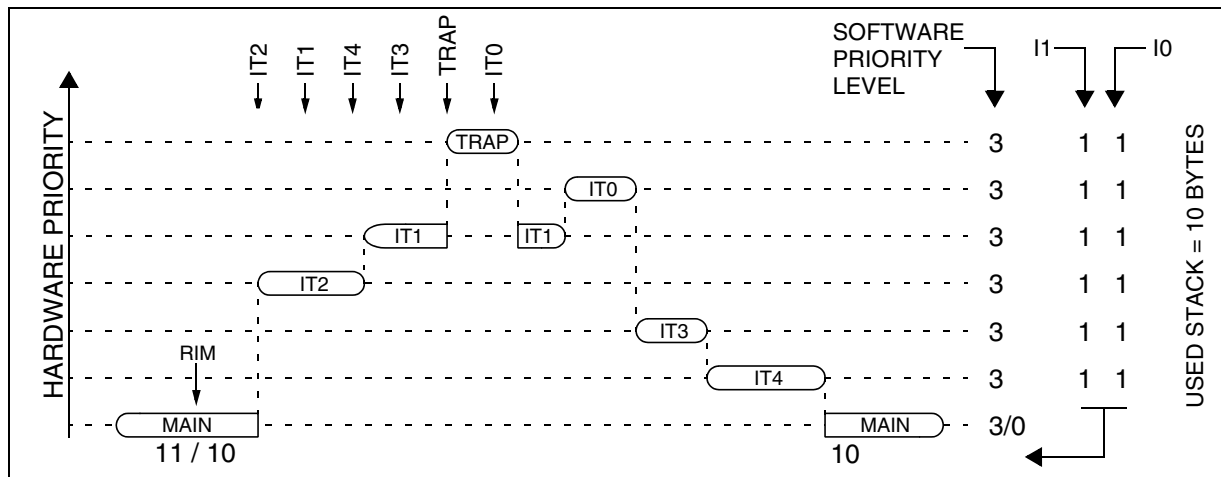 IT2
IT1
IT4
IT3
TRAP
IT0
SOFTWARE
PRIORITY
LEVEL
I1
I0
HARDWARE PRIORITY
TRAP
3
1 1
IT0
3
1 1
IT1
IT1
3
1 1
IT2
3
1 1
IT3
3
1 1
RIM
IT4
3
1 1
MAIN
MAIN
3/0
11 / 10
10
USED STACK = 10 BYTES